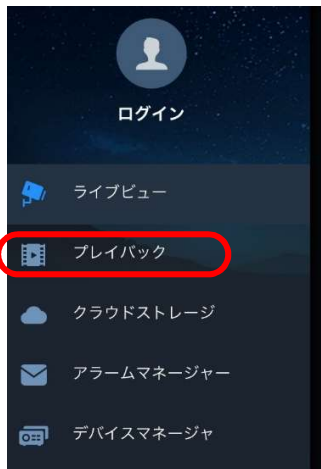 ログイン
ライブビュー
プレイバック
クラウドストレージ
アラームマネージャー
デバイスマネージャ